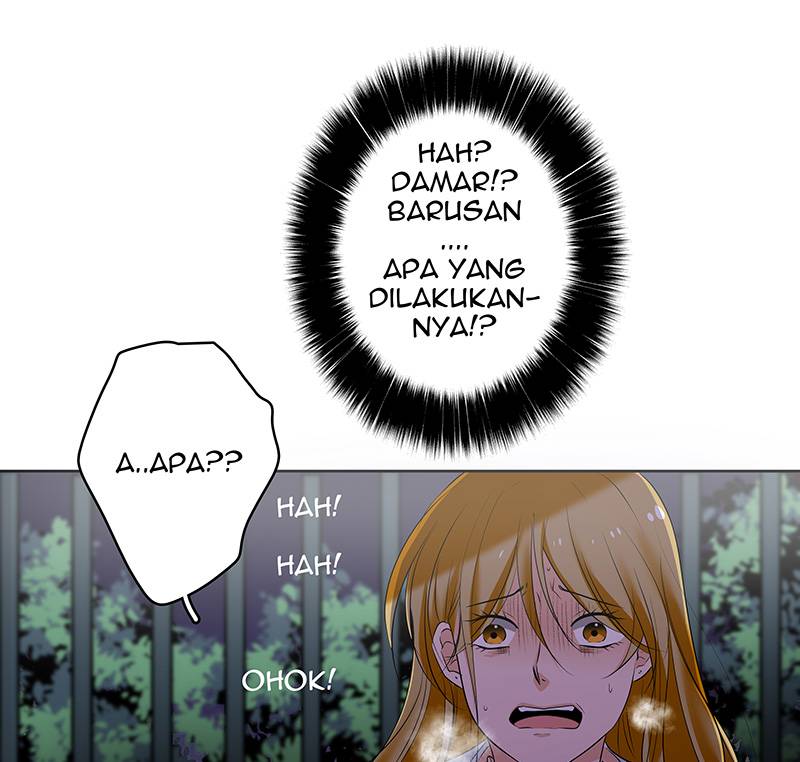 HAH?
DAMAR!?
BARUSAN
....
APA YANG
DILAKUKAN-
NYA!?
A..APA??
HAH!
HAH!
OHOK!